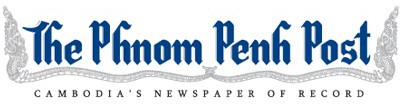 The Phnom Penh Post
CAMBODIA'S NEWSPAPER OF RECORD